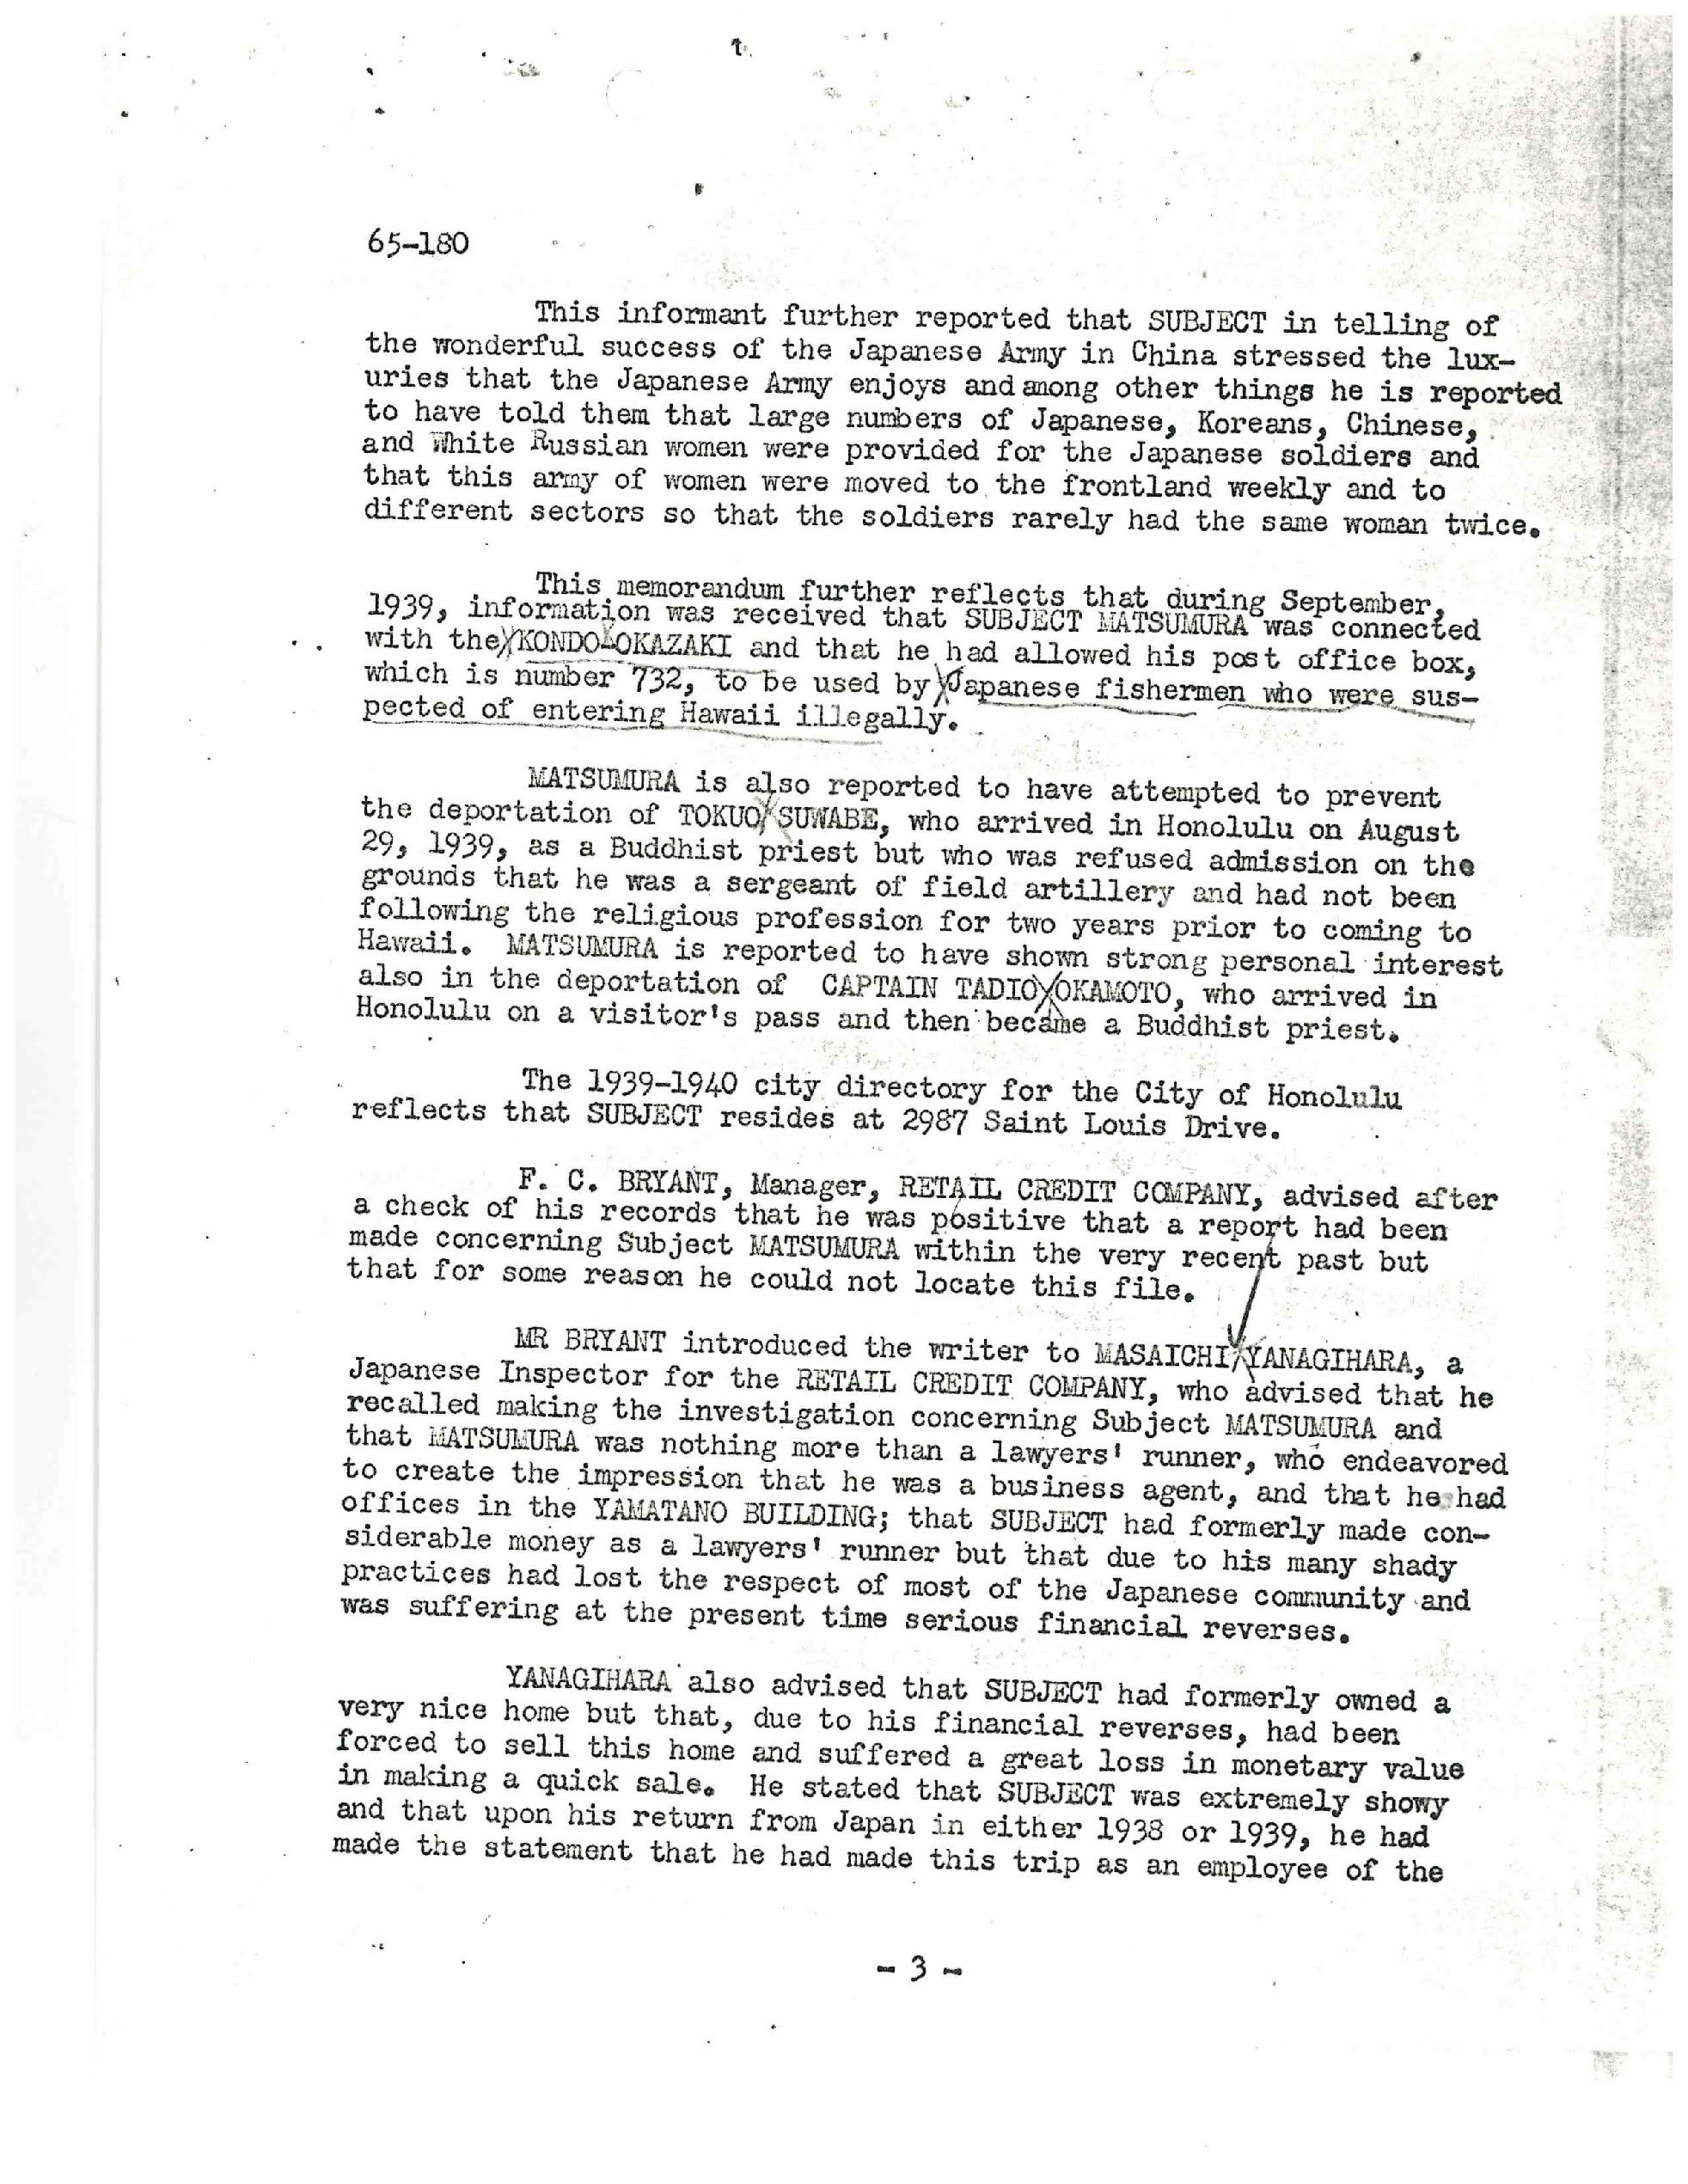 65-180
This informant further reported that SUBJECT in telling of
the wonderful success of the Japanese Army in China stressed the lux-
uries that the Japanese Army enjoys and among other things he is reported
to have told them that large numbers of Japanese, Koreans, Chinese,
and White Russian women were provided for the Japanese soldiers and
that this army of women were moved to the frontland weekly and to
different sectors so that the soldiers rarely had the same woman twice.
This memorandum further reflects that during September,
1939, information was received that SUBJECT MATSUMURA was connected
with the KONDO-OKAZAKI and that he had allowed his post office box,
which is number 732, to be used by Japanese fishermen who were sus-
pected of entering Hawaii illegally.
MATSUMURA is also reported to have attempted to prevent
the deportation of TOKUO SUWABE, who arrived in Honolulu on August
29, 1939, as a Buddhist priest but who was refused admission on the
grounds that he was a sergeant of field artillery and had not been
following the religious profession for two years prior to coming to
Hawaii. MATSUMURA is reported to have shown strong personal interest
also in the deportation of CAPTAIN TADIO OKAMOTO, who arrived in
Honolulu on a visitor's pass and then became a Buddhist priest.
The 1939-1940 city directory for the City of Honolulu
reflects that SUBJECT resides at 2987 Saint Louis Drive.
F. C. BRYANT, Manager, RETAIL CREDIT COMPANY, advised after
a check of his records that he was positive that a report had been
made concerning Subject MATSUMURA within the very recent past but
that for some reason he could not locate this file.
MR BRYANT introduced the writer to MASAICHI YANAGIHARA, a
Japanese Inspector for the RETAIL CREDIT COMPANY, who advised that he
recalled making the investigation concerning Subject MATSUMURA and
that MATSUMURA was nothing more than a lawyers' runner, who endeavored
to create the impression that he was a business agent, and that he had
offices in the YAMATANO BUILDING; that SUBJECT had formerly made con-
siderable money as a lawyers' runner but that due to his many shady
practices had lost the respect of most of the Japanese community and
was suffering at the present time serious financial reverses.
YANAGIHARA also advised that SUBJECT had formerly owned a
very nice home but that, due to his financial reverses, had been
forced to sell this home and suffered a great loss in monetary value
in making a quick sale. He stated that SUBJECT was extremely showy
and that upon his return from Japan in either 1938 or 1939, he had
made the statement that he had made this trip as an employee of the
- 3 -